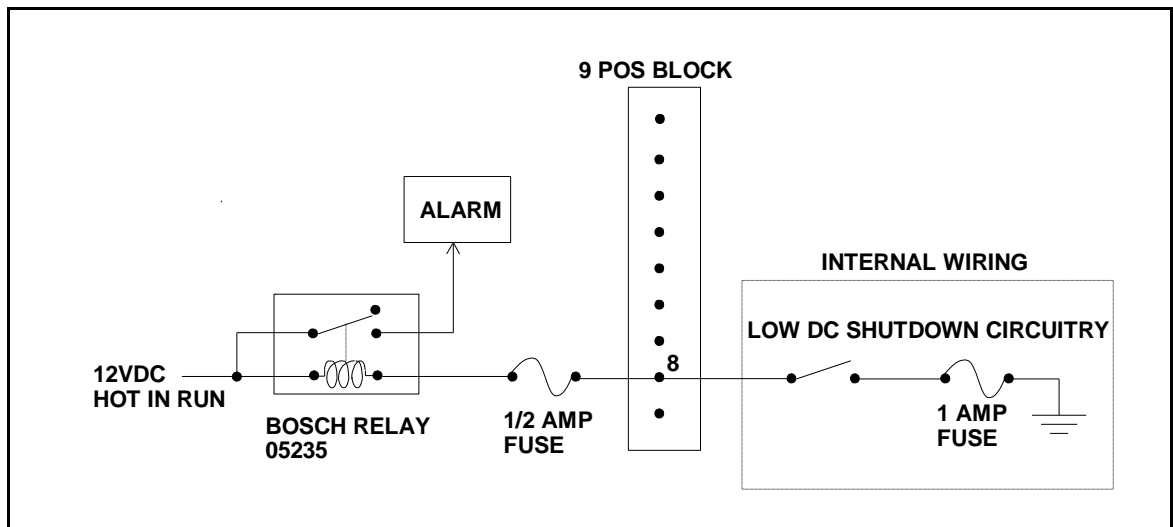 9 POS BLOCK
ALARM
INTERNAL WIRING
LOW DC SHUTDOWN CIRCUITRY
8
12VDC
HOT IN RUN
BOSCH RELAY
05235
1/2 AMP
FUSE
1 AMP
FUSE